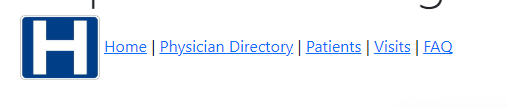 H
Home | Physician Directory | Patients | Visits | FAQ